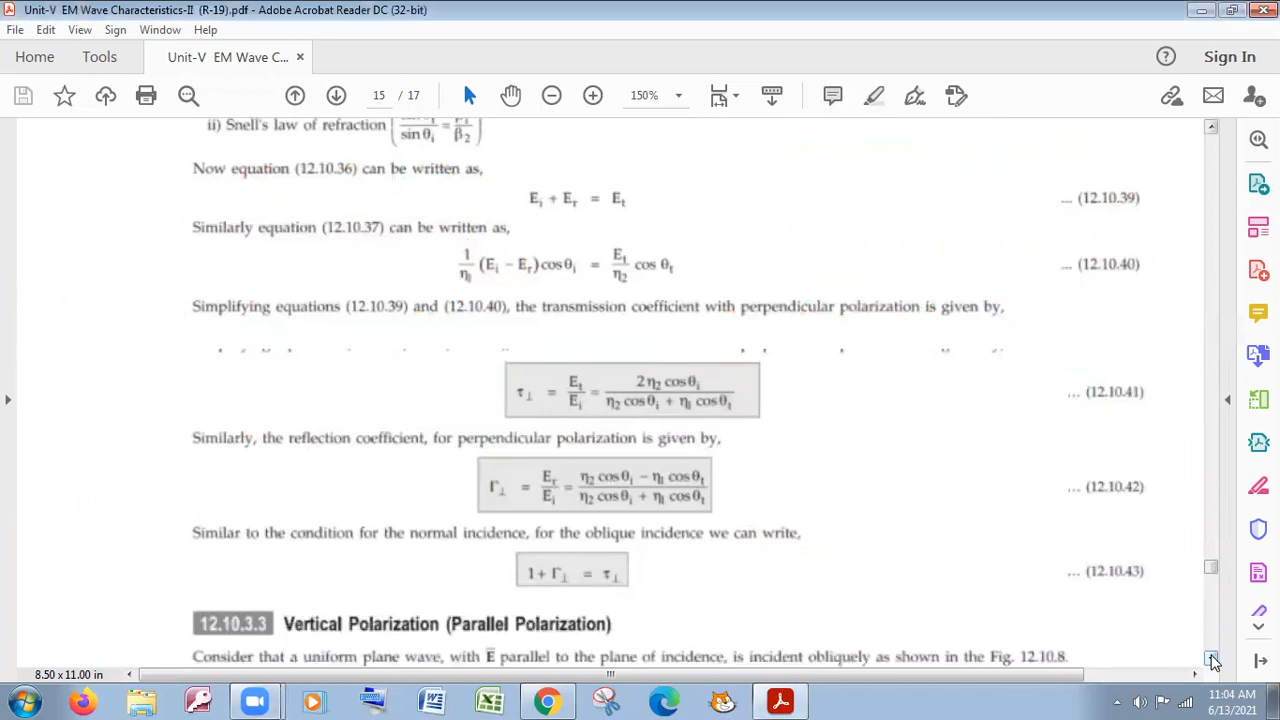 Unit-V EM Wave Characteristics-II (R-19).pdf - Adobe Acrobat Reader DC (32-bit)
File Edit View Sign Window Help
Home Tools Unit-V EM Wave C... × Sign In
15 / 17 150%
ii) Snell's law of refraction ( sin θi = β2 )
Now equation (12.10.36) can be written as,
Ei + Er = Et ... (12.10.39)
Similarly equation (12.10.37) can be written as,
1/η1 (Ei − Er) cos θi = Et/η2 cos θt ... (12.10.40)
Simplifying equations (12.10.39) and (12.10.40), the transmission coefficient with perpendicular polarization is given by,
τ⊥ = Et/Ei = 2 η2 cos θi / η2 cos θi + η1 cos θt ... (12.10.41)
Similarly, the reflection coefficient, for perpendicular polarization is given by,
Γ⊥ = Er/Ei = η2 cos θi − η1 cos θt / η2 cos θi + η1 cos θt ... (12.10.42)
Similar to the condition for the normal incidence, for the oblique incidence we can write,
1 + Γ⊥ = τ⊥ ... (12.10.43)
12.10.3.3 Vertical Polarization (Parallel Polarization)
Consider that a uniform plane wave, with E̅ parallel to the plane of incidence, is incident obliquely as shown in the Fig. 12.10.8.
8.50 x 11.00 in
11:04 AM
6/13/2021